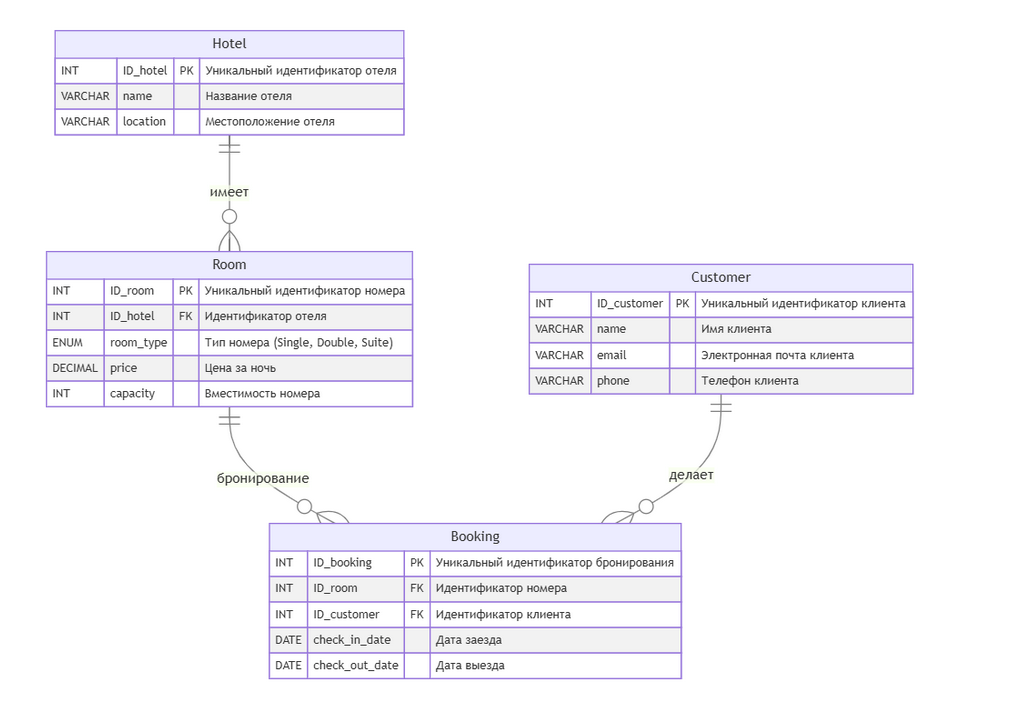 Hotel
INT ID_hotel PK Уникальный идентификатор отеля
VARCHAR name Название отеля
VARCHAR location Местоположение отеля
имеет
Room
INT ID_room PK Уникальный идентификатор номера
INT ID_hotel FK Идентификатор отеля
ENUM room_type Тип номера (Single, Double, Suite)
DECIMAL price Цена за ночь
INT capacity Вместимость номера
Customer
INT ID_customer PK Уникальный идентификатор клиента
VARCHAR name Имя клиента
VARCHAR email Электронная почта клиента
VARCHAR phone Телефон клиента
бронирование
делает
Booking
INT ID_booking PK Уникальный идентификатор бронирования
INT ID_room FK Идентификатор номера
INT ID_customer FK Идентификатор клиента
DATE check_in_date Дата заезда
DATE check_out_date Дата выезда